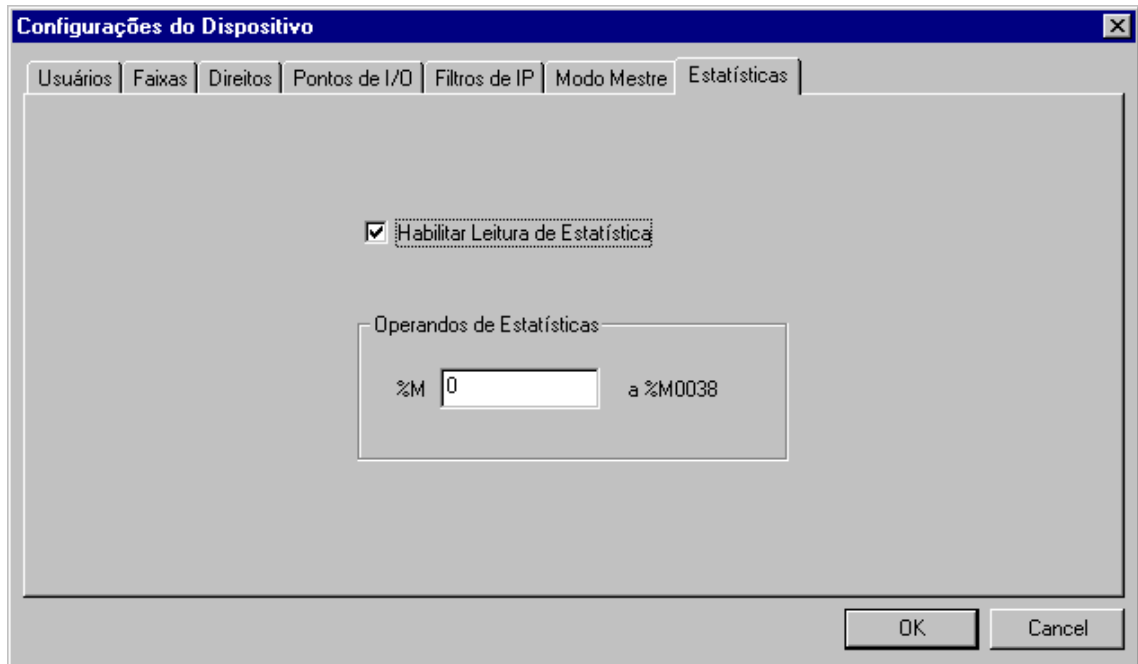 Configurações do Dispositivo
Usuários Faixas Direitos Pontos de I/O Filtros de IP Modo Mestre Estatísticas
Habilitar Leitura de Estatística
Operandos de Estatísticas
%M 0 a %M0038
OK Cancel